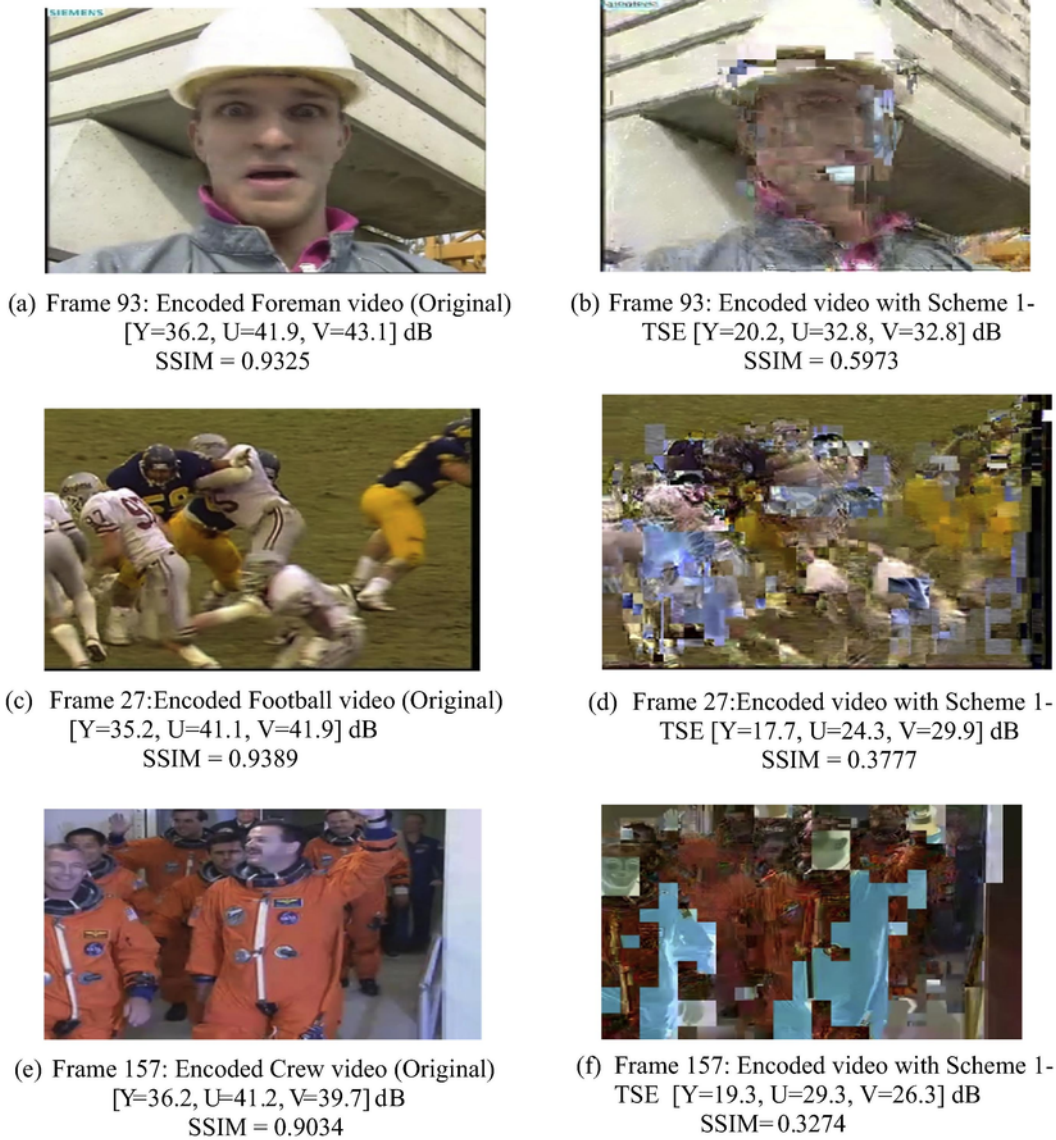 SIEMENS
(a) Frame 93: Encoded Foreman video (Original)
[Y=36.2, U=41.9, V=43.1] dB
SSIM = 0.9325
(b) Frame 93: Encoded video with Scheme 1-
TSE [Y=20.2, U=32.8, V=32.8] dB
SSIM = 0.5973
(c) Frame 27:Encoded Football video (Original)
[Y=35.2, U=41.1, V=41.9] dB
SSIM = 0.9389
(d) Frame 27:Encoded video with Scheme 1-
TSE [Y=17.7, U=24.3, V=29.9] dB
SSIM = 0.3777
(e) Frame 157: Encoded Crew video (Original)
[Y=36.2, U=41.2, V=39.7] dB
SSIM = 0.9034
(f) Frame 157: Encoded video with Scheme 1-
TSE [Y=19.3, U=29.3, V=26.3] dB
SSIM=0.3274